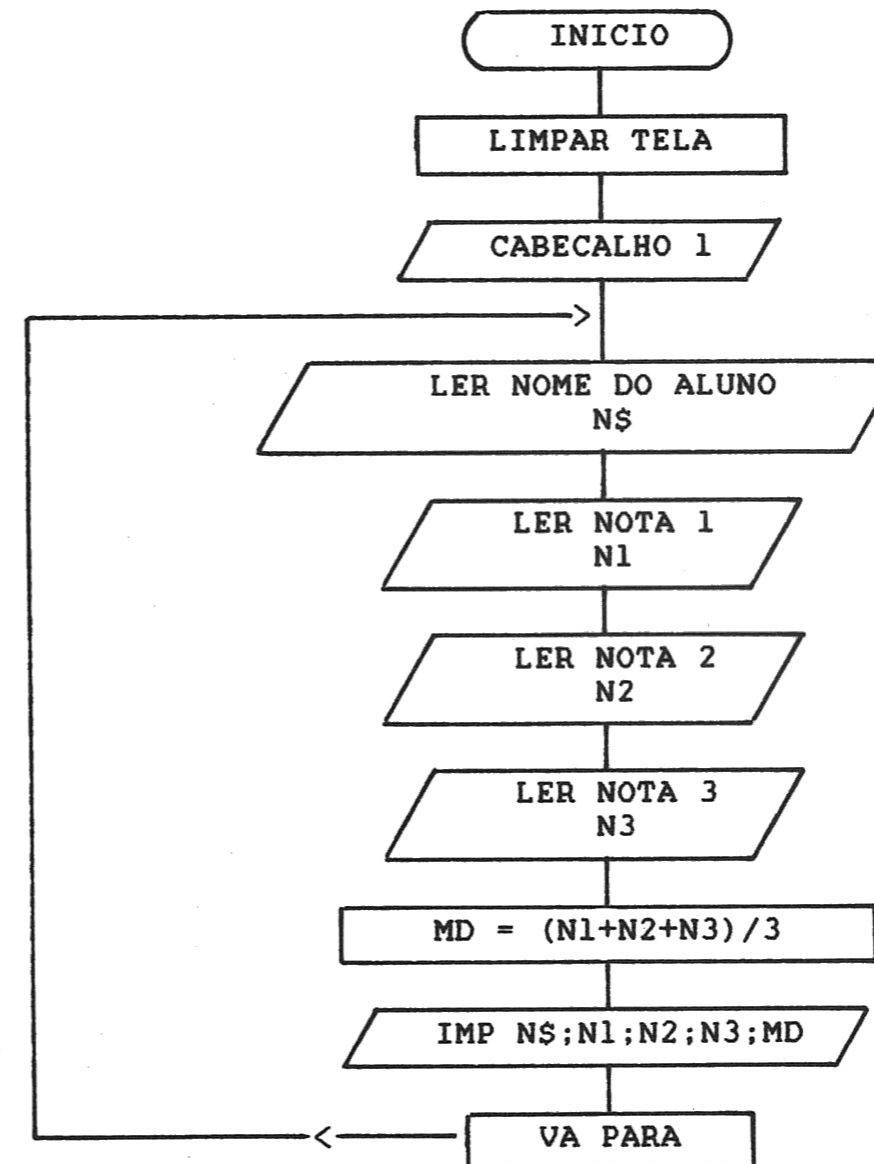 INICIO
LIMPAR TELA
CABECALHO 1
LER NOME DO ALUNO
N$
LER NOTA 1
N1
LER NOTA 2
N2
LER NOTA 3
N3
MD = (N1+N2+N3)/3
IMP N$;N1;N2;N3;MD
VA PARA